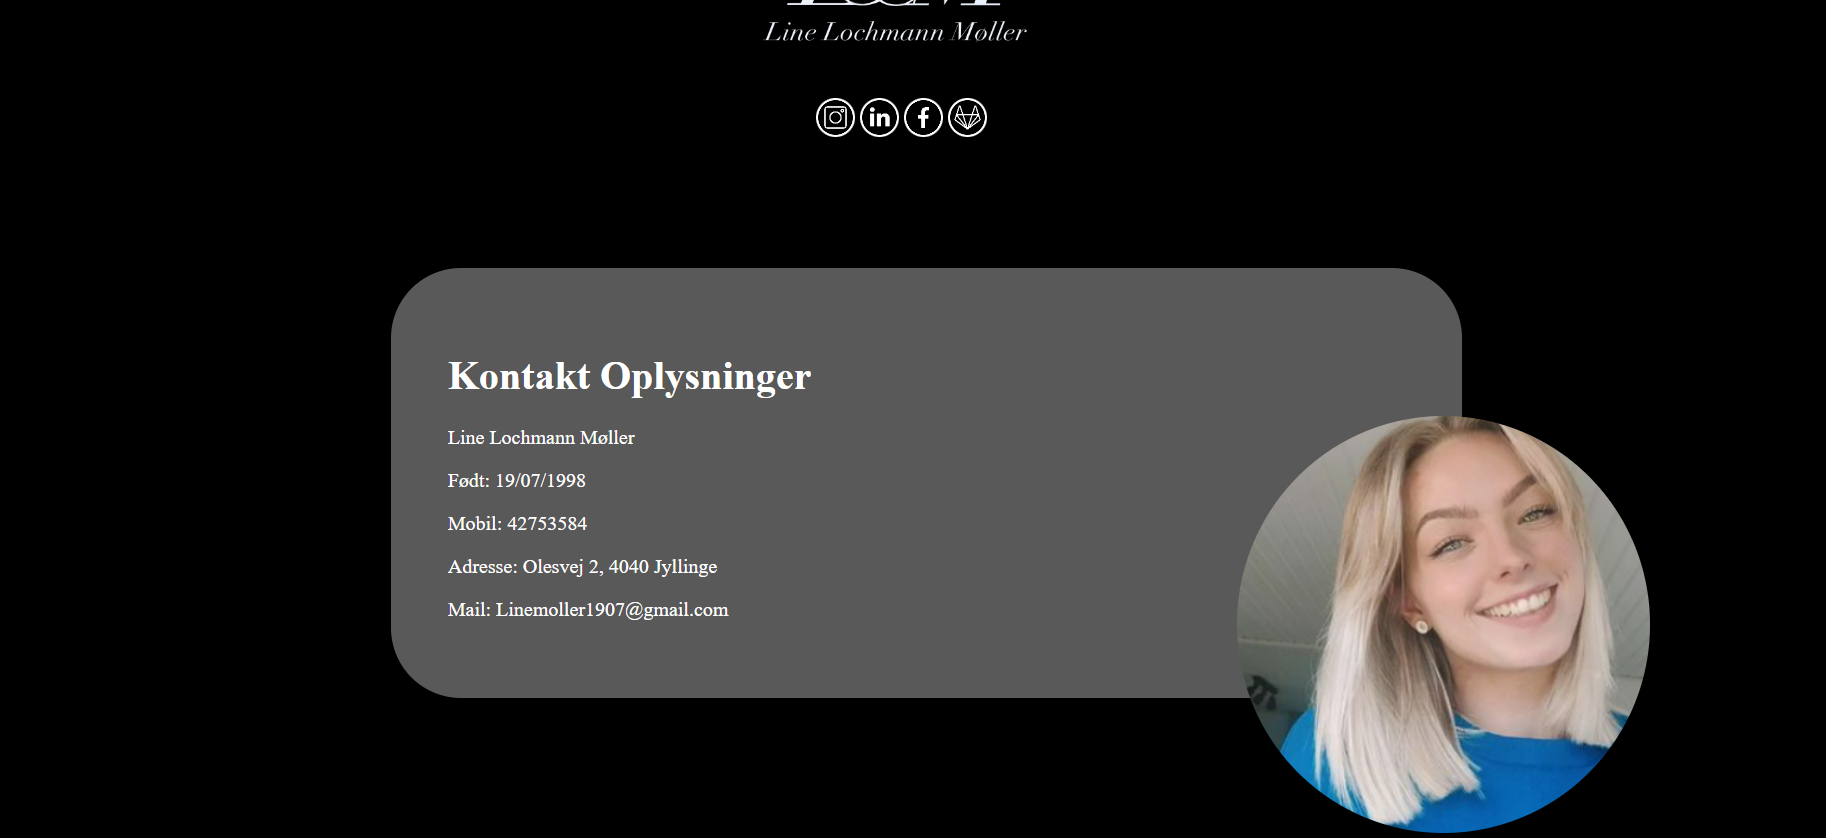 Line Lochmann Møller
in f
Kontakt Oplysninger
Line Lochmann Møller
Født: 19/07/1998
Mobil: 42753584
Adresse: Olesvej 2, 4040 Jyllinge
Mail: Linemoller1907@gmail.com